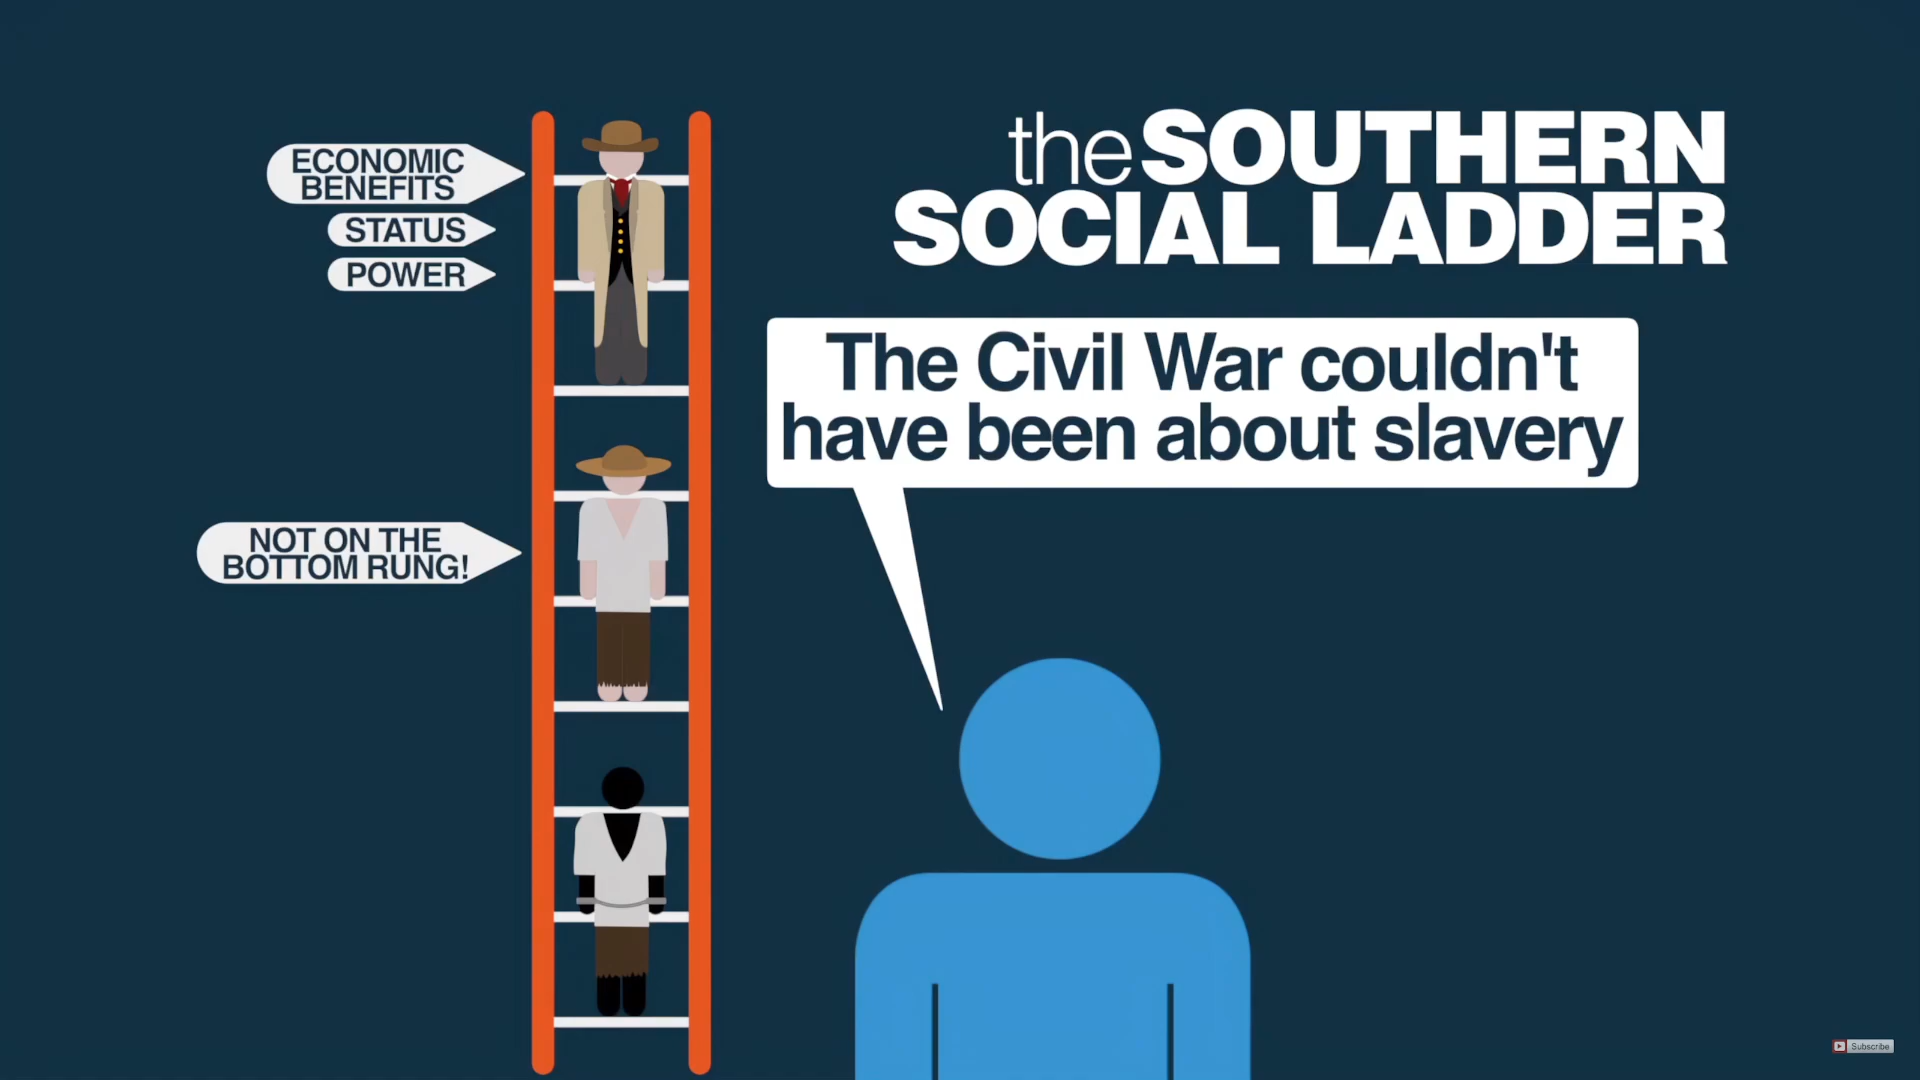 the SOUTHERN
SOCIAL LADDER
ECONOMIC
BENEFITS
STATUS
POWER
The Civil War couldn't
have been about slavery
NOT ON THE
BOTTOM RUNG!
Subscribe